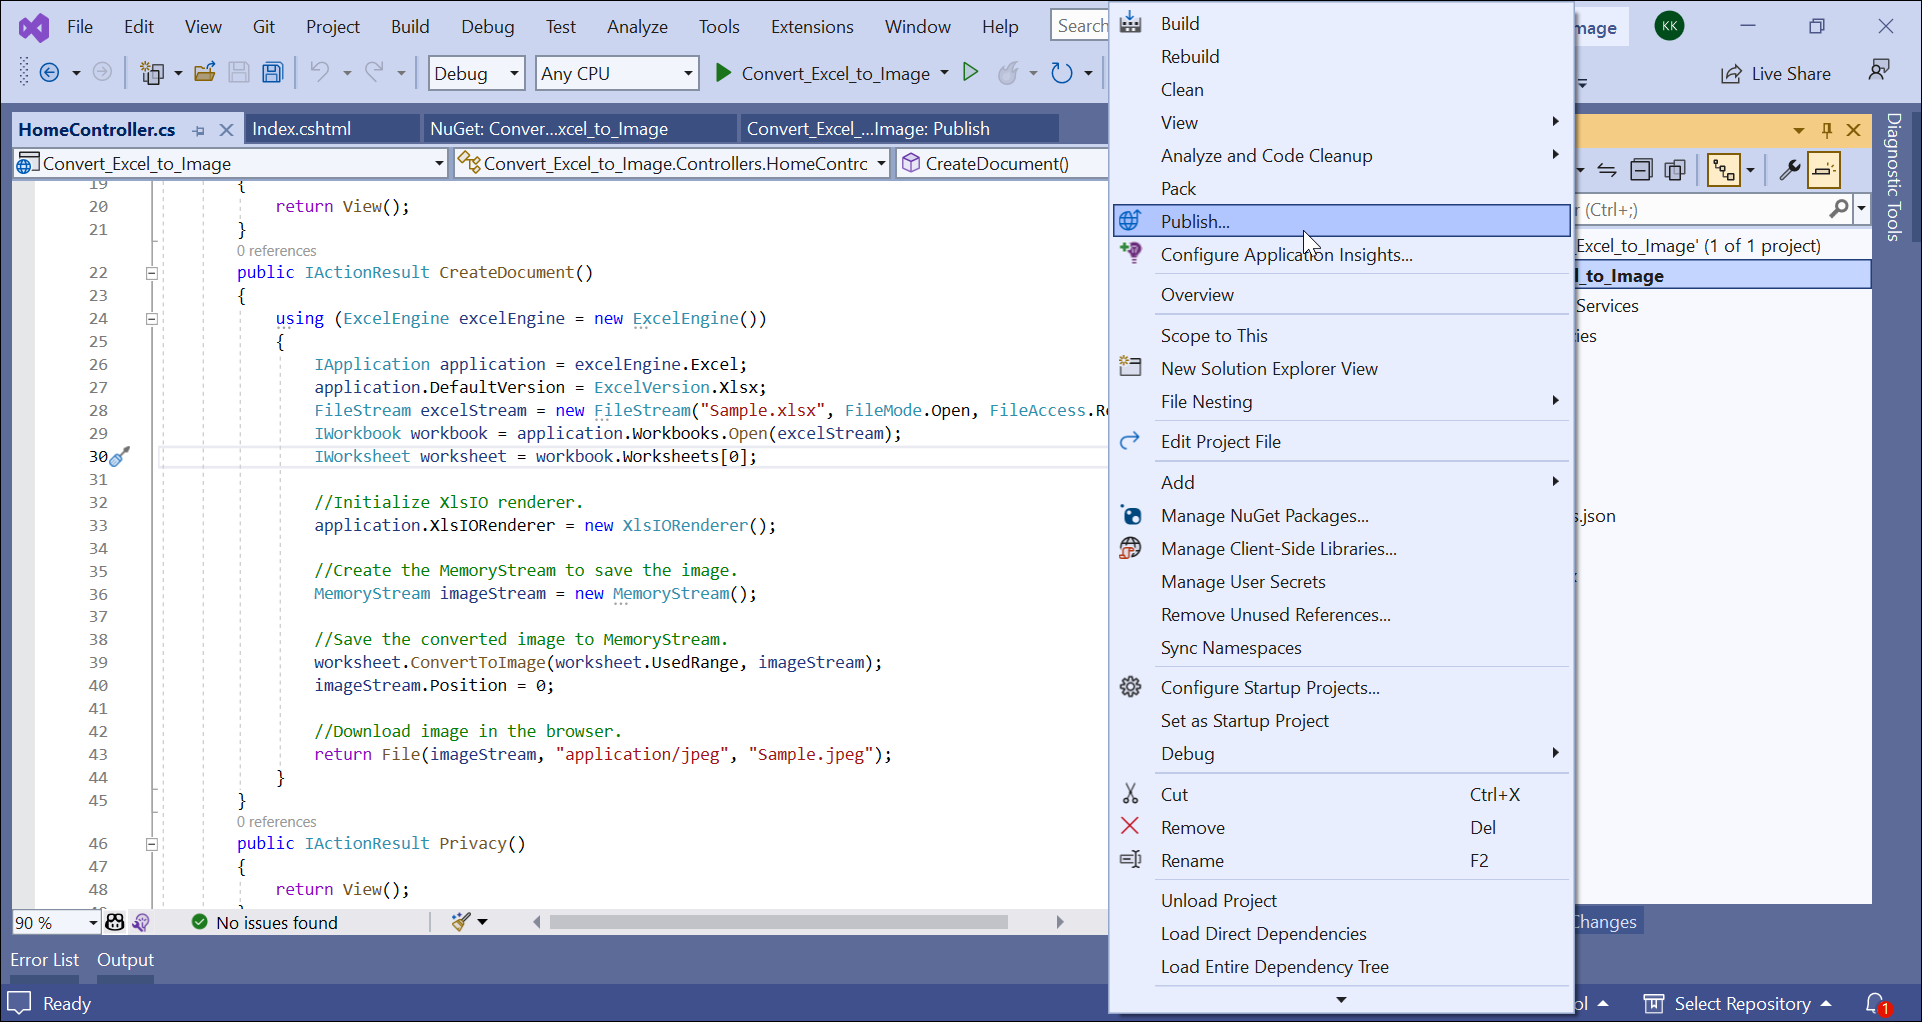 File Edit View Git Project Build Debug Test Analyze Tools Extensions Window Help Search mage KK
Debug Any CPU Convert_Excel_to_Image Live Share
HomeController.cs Index.cshtml NuGet: Conver...xcel_to_Image Convert_Excel_...Image: Publish
Convert_Excel_to_Image Convert_Excel_to_Image.Controllers.HomeContrc CreateDocument()
19 {
20 return View();
21 }
0 references
22 public IActionResult CreateDocument()
23 {
24 using (ExcelEngine excelEngine = new ExcelEngine())
25 {
26 IApplication application = excelEngine.Excel;
27 application.DefaultVersion = ExcelVersion.Xlsx;
28 FileStream excelStream = new FileStream("Sample.xlsx", FileMode.Open, FileAccess.Re
29 IWorkbook workbook = application.Workbooks.Open(excelStream);
30 IWorksheet worksheet = workbook.Worksheets[0];
31
32 //Initialize XlsIO renderer.
33 application.XlsIORenderer = new XlsIORenderer();
34
35 //Create the MemoryStream to save the image.
36 MemoryStream imageStream = new MemoryStream();
37
38 //Save the converted image to MemoryStream.
39 worksheet.ConvertToImage(worksheet.UsedRange, imageStream);
40 imageStream.Position = 0;
41
42 //Download image in the browser.
43 return File(imageStream, "application/jpeg", "Sample.jpeg");
44 }
45 }
0 references
46 public IActionResult Privacy()
47 {
48 return View();
90 % No issues found
Error List Output
Ready
Build
Rebuild
Clean
View
Analyze and Code Cleanup
Pack
Publish...
Configure Application Insights...
Overview
Scope to This
New Solution Explorer View
File Nesting
Edit Project File
Add
Manage NuGet Packages...
Manage Client-Side Libraries...
Manage User Secrets
Remove Unused References...
Sync Namespaces
Configure Startup Projects...
Set as Startup Project
Debug
Cut Ctrl+X
Remove Del
Rename F2
Unload Project
Load Direct Dependencies
Load Entire Dependency Tree
r (Ctrl+;)
Excel_to_Image' (1 of 1 project)
l_to_Image
Services
ies
s.json
Changes
Diagnostic Tools
ol Select Repository 1